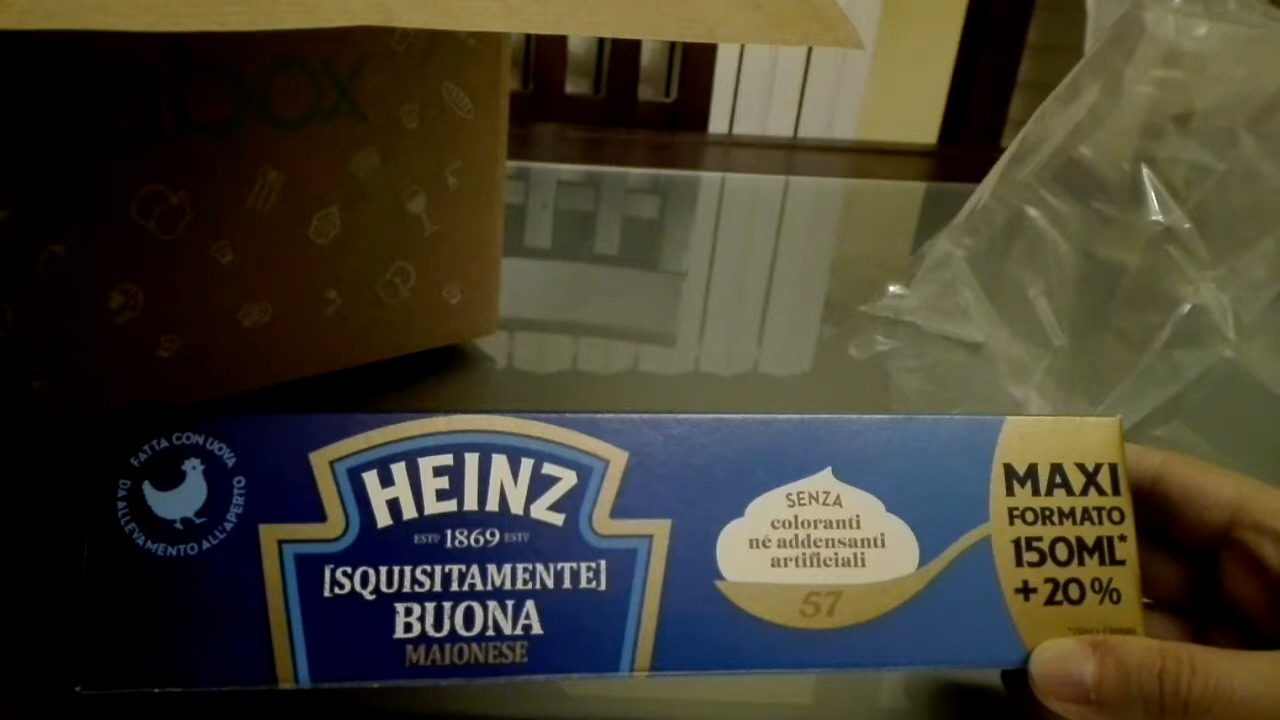 box
FATTA CON UOVA
DA ALLEVAMENTO ALL'APERTO
HEINZ
ESTD 1869 ESTD
[SQUISITAMENTE]
BUONA
MAIONESE
SENZA
coloranti
né addensanti
artificiali
57
MAXI
FORMATO
150ML*
+20%